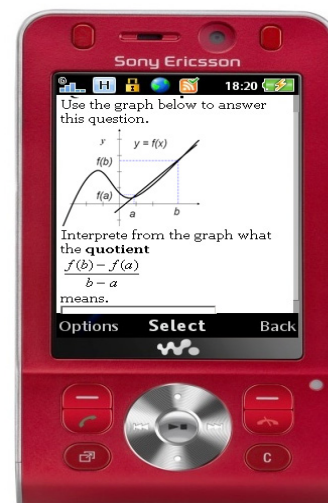 Sony Ericsson
H 18:20
Use the graph below to answer
this question.
y y = f(x)
f(b)
f(a)
a b
Interprete from the graph what
the quotient
f(b) − f(a)
b − a
means.
Options Select Back
C